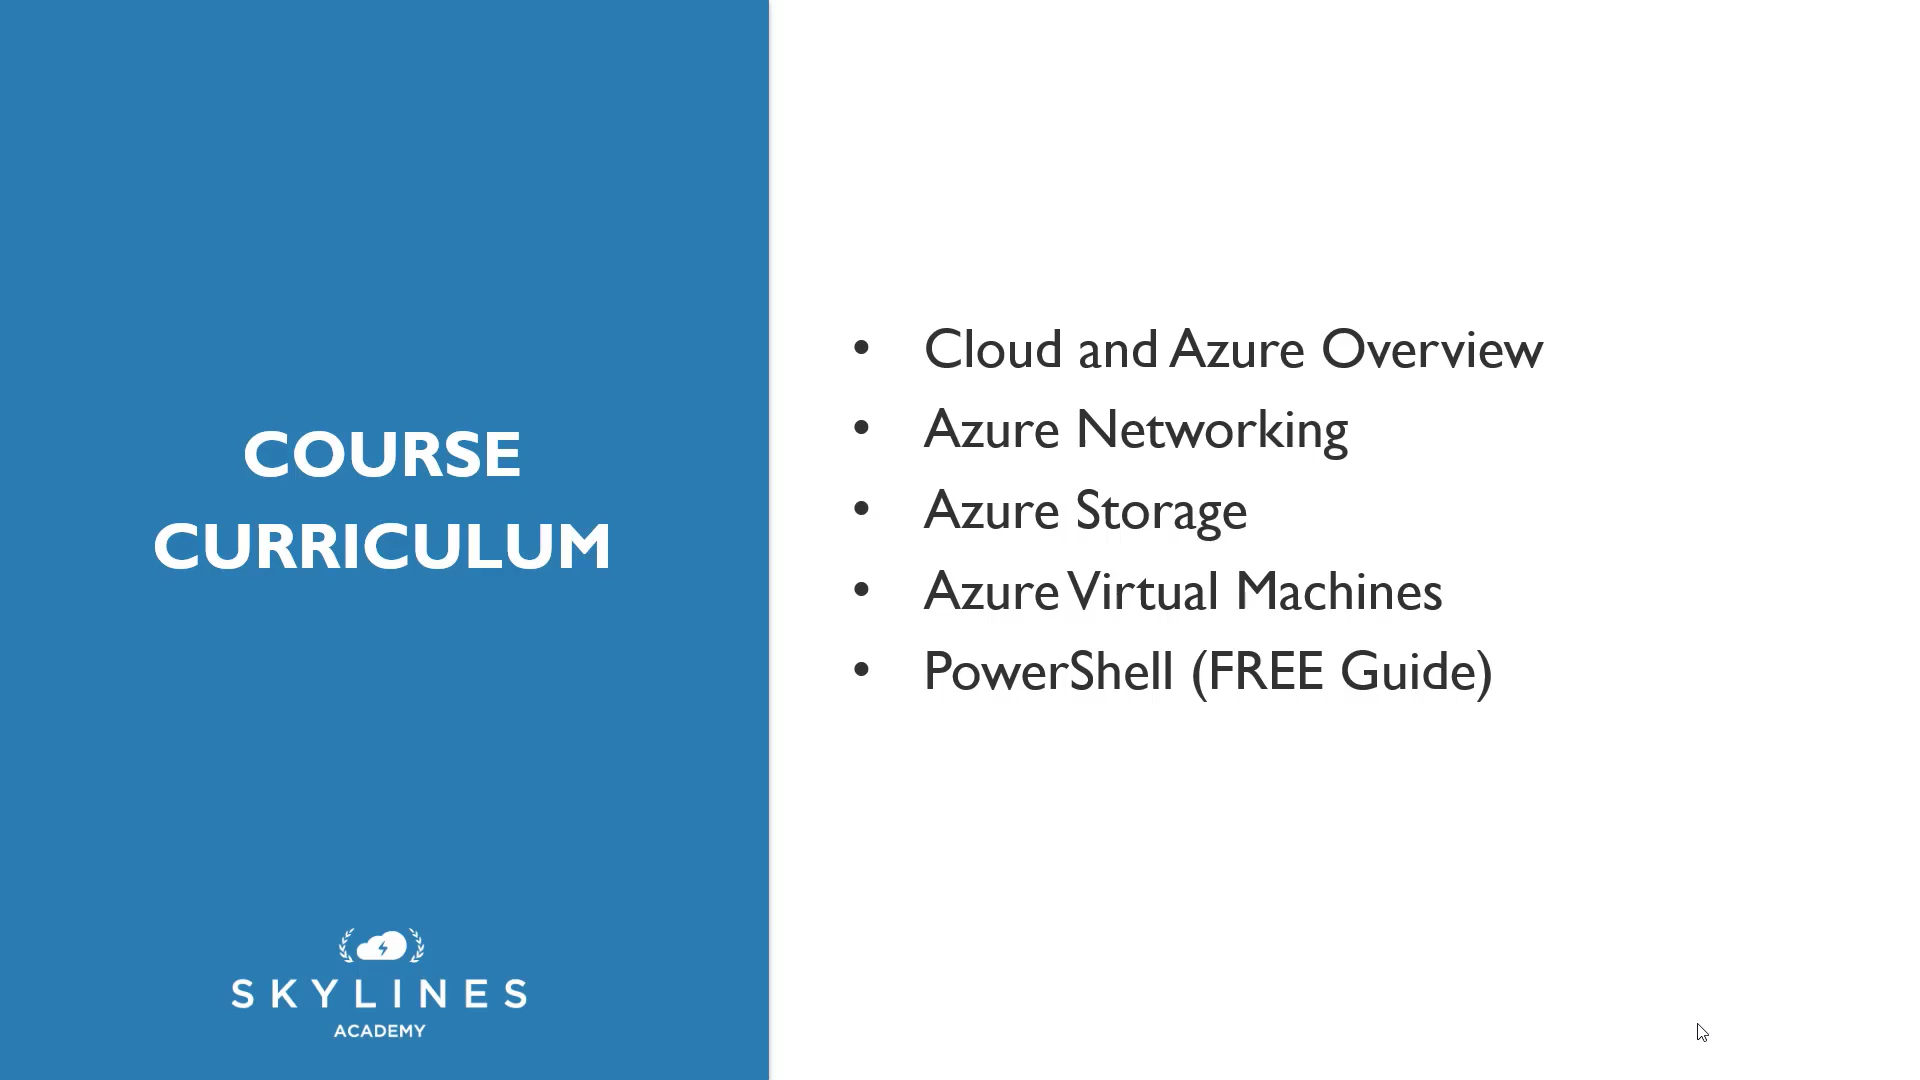 COURSE
CURRICULUM
SKYLINES
ACADEMY
• Cloud and Azure Overview
• Azure Networking
• Azure Storage
• Azure Virtual Machines
• PowerShell (FREE Guide)